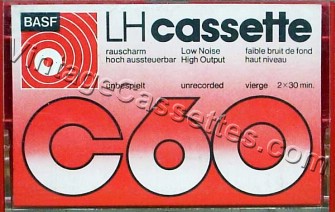 BASF
LH cassette
rauscharm Low Noise faible bruit de fond
hoch aussteuerbar High Output haut niveau
unbespielt unrecorded vierge 2×30 min.
C60
VintageCassettes.com